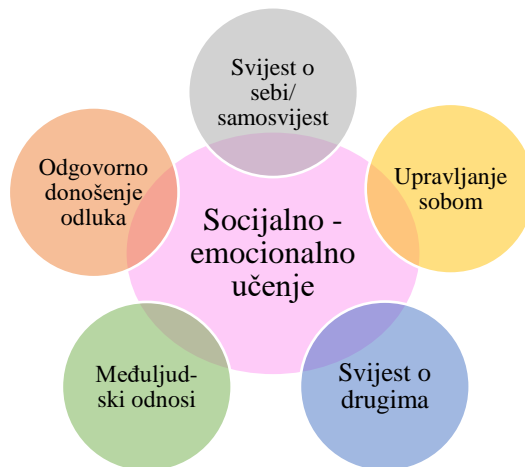 Svijest o
sebi/
samosvijest
Odgovorno
donošenje
odluka
Upravljanje
sobom
Socijalno -
emocionalno
učenje
Međuljud-
ski odnosi
Svijest o
drugima